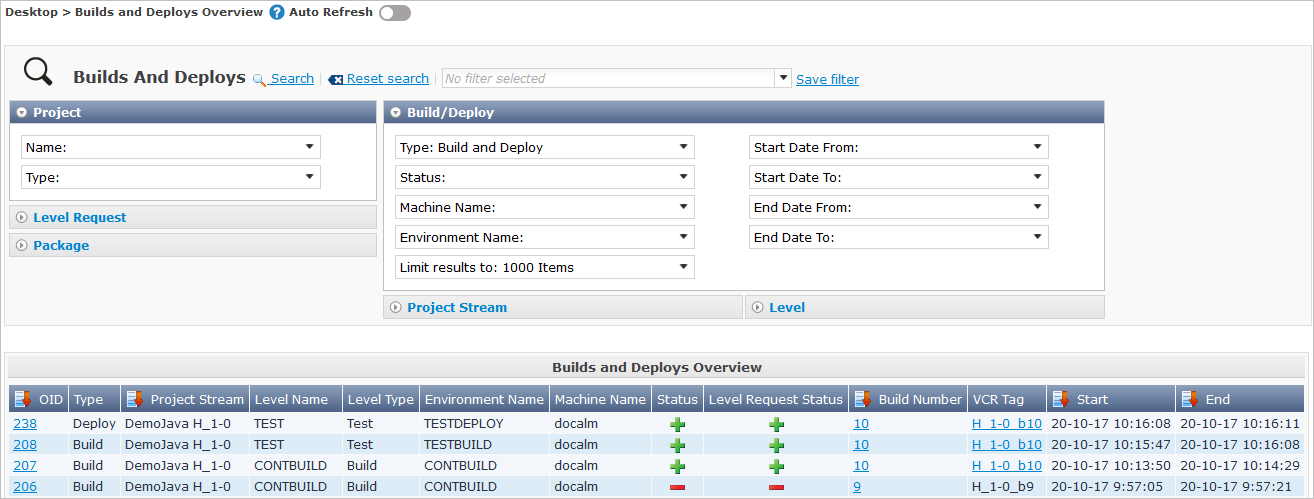 Desktop > Builds and Deploys Overview ? Auto Refresh
Builds And Deploys Search | Reset search | No filter selected Save filter
Project
Name:
Type:
Level Request
Package
Build/Deploy
Type: Build and Deploy
Status:
Machine Name:
Environment Name:
Limit results to: 1000 Items
Start Date From:
Start Date To:
End Date From:
End Date To:
Project Stream
Level
Builds and Deploys Overview
OID Type Project Stream Level Name Level Type Environment Name Machine Name Status Level Request Status Build Number VCR Tag Start End
238 Deploy DemoJava H_1-0 TEST Test TESTDEPLOY docalm 10 H_1-0_b10 20-10-17 10:16:08 20-10-17 10:16:11
208 Build DemoJava H_1-0 TEST Test TESTBUILD docalm 10 H_1-0_b10 20-10-17 10:15:47 20-10-17 10:16:08
207 Build DemoJava H_1-0 CONTBUILD Build CONTBUILD docalm 10 H_1-0_b10 20-10-17 10:13:50 20-10-17 10:14:29
206 Build DemoJava H_1-0 CONTBUILD Build CONTBUILD docalm 9 H_1-0_b9 20-10-17 9:57:05 20-10-17 9:57:21